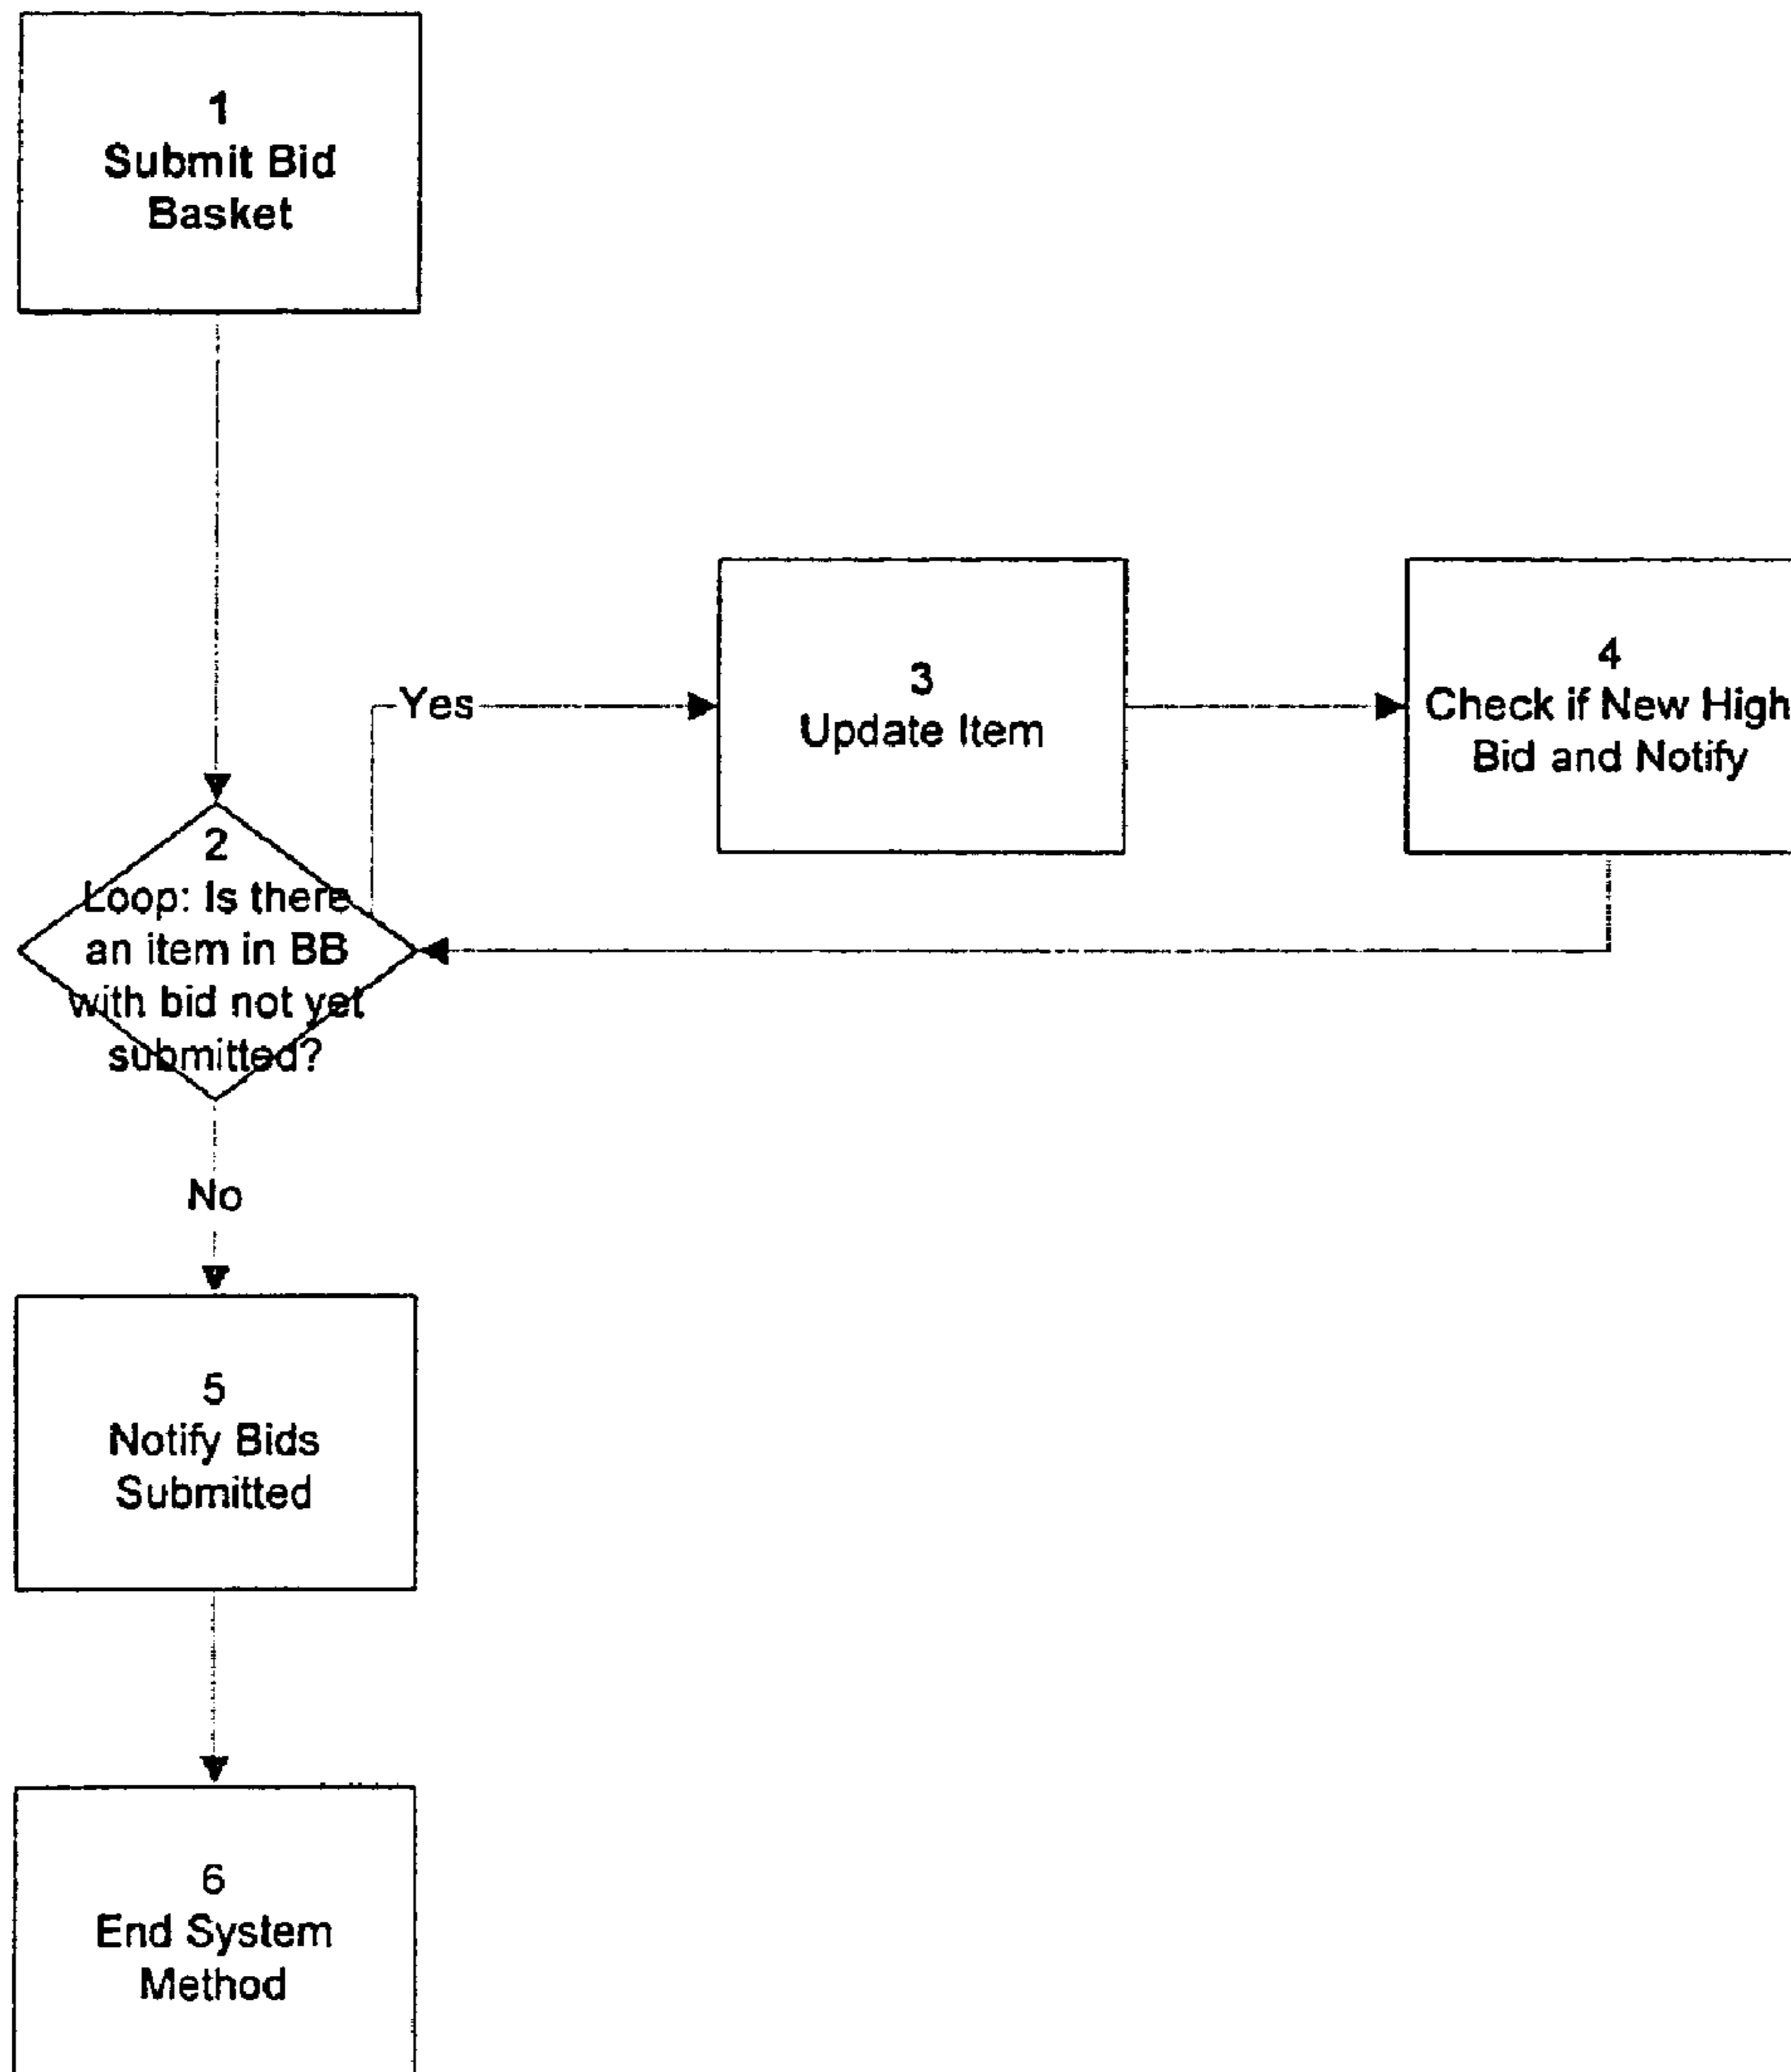 1
Submit Bid
Basket
Yes
3
Update Item
4
Check if New High
Bid and Notify
2
Loop: Is there
an item in BB
with bid not yet
submitted?
No
5
Notify Bids
Submitted
6
End System
Method